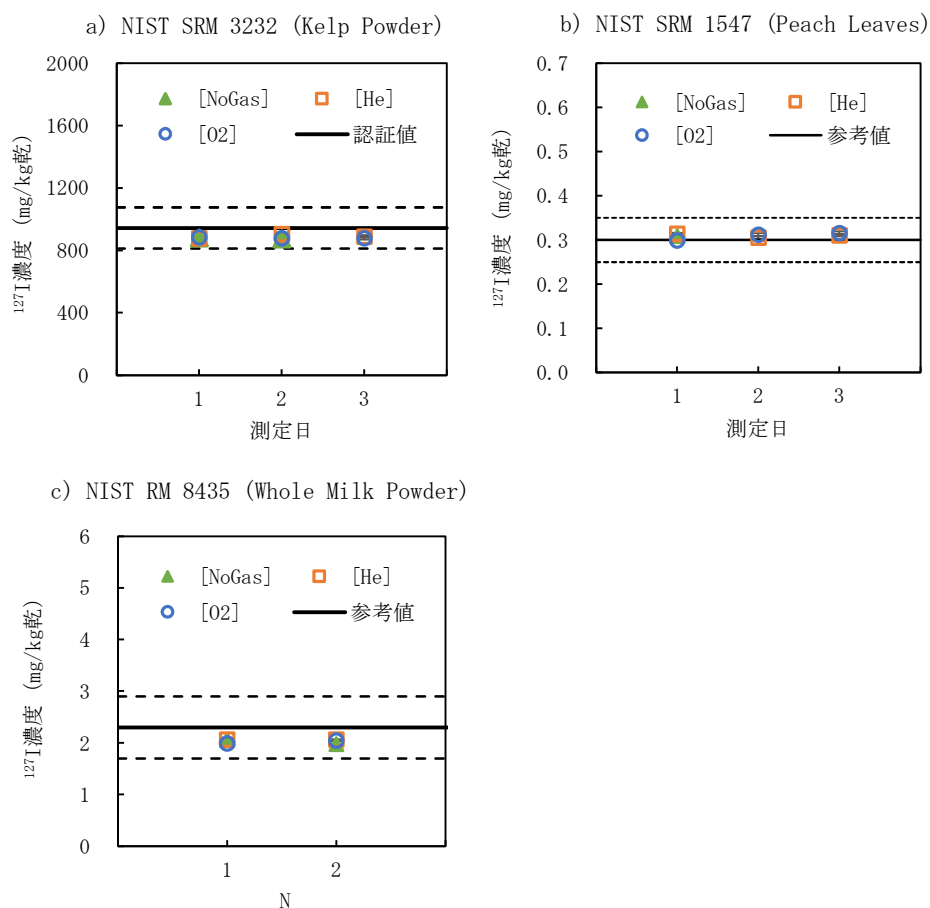 a) NIST SRM 3232 (Kelp Powder)
2000
1600
1200
800
400
0
[NoGas]
[He]
[O2]
認証値
¹²⁷I濃度 (mg/kg乾)
1
2
3
測定日
b) NIST SRM 1547 (Peach Leaves)
0.7
0.6
0.5
0.4
0.3
0.2
0.1
0.0
[NoGas]
[He]
[O2]
参考値
¹²⁷I濃度 (mg/kg乾)
1
2
3
測定日
c) NIST RM 8435 (Whole Milk Powder)
6
5
4
3
2
1
0
[NoGas]
[He]
[O2]
参考値
¹²⁷I濃度 (mg/kg乾)
1
2
N